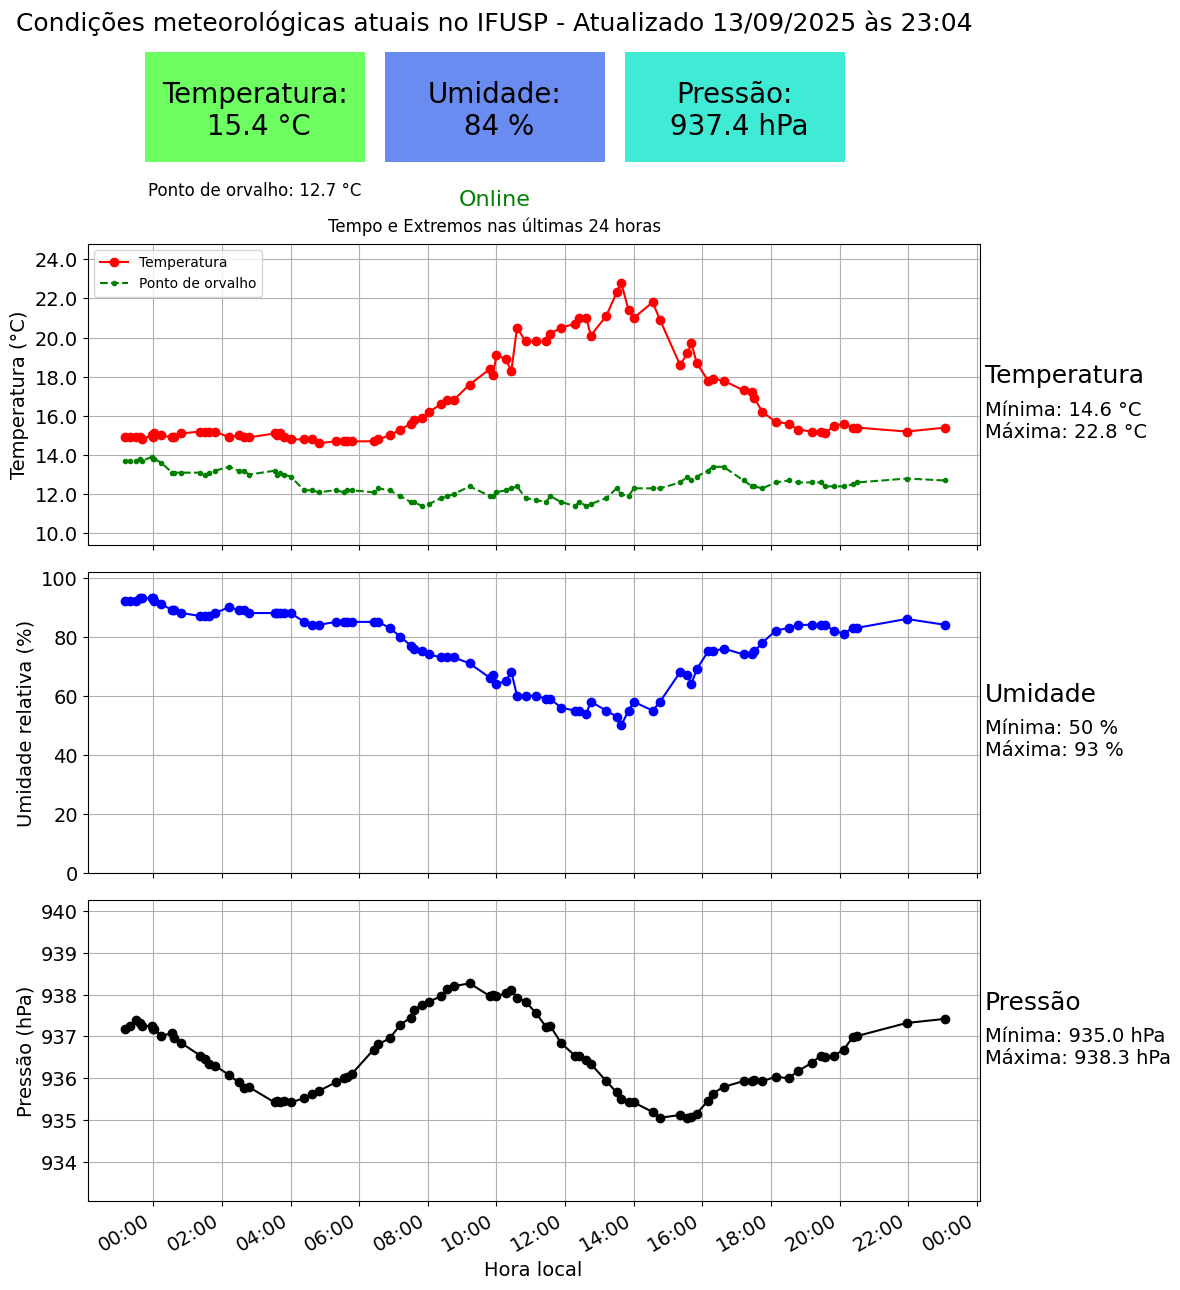 Condições meteorológicas atuais no IFUSP - Atualizado 13/09/2025 às 23:04
Temperatura:
15.4 °C
Umidade:
84 %
Pressão:
937.4 hPa
Ponto de orvalho: 12.7 °C
Online
Tempo e Extremos nas últimas 24 horas
Temperatura
Ponto de orvalho
Temperatura (°C)
24.0
22.0
20.0
18.0
16.0
14.0
12.0
10.0
Temperatura
Mínima: 14.6 °C
Máxima: 22.8 °C
Umidade relativa (%)
100
80
60
40
20
0
Umidade
Mínima: 50 %
Máxima: 93 %
Pressão (hPa)
940
939
938
937
936
935
934
Pressão
Mínima: 935.0 hPa
Máxima: 938.3 hPa
00:00 02:00 04:00 06:00 08:00 10:00 12:00 14:00 16:00 18:00 20:00 22:00 00:00
Hora local